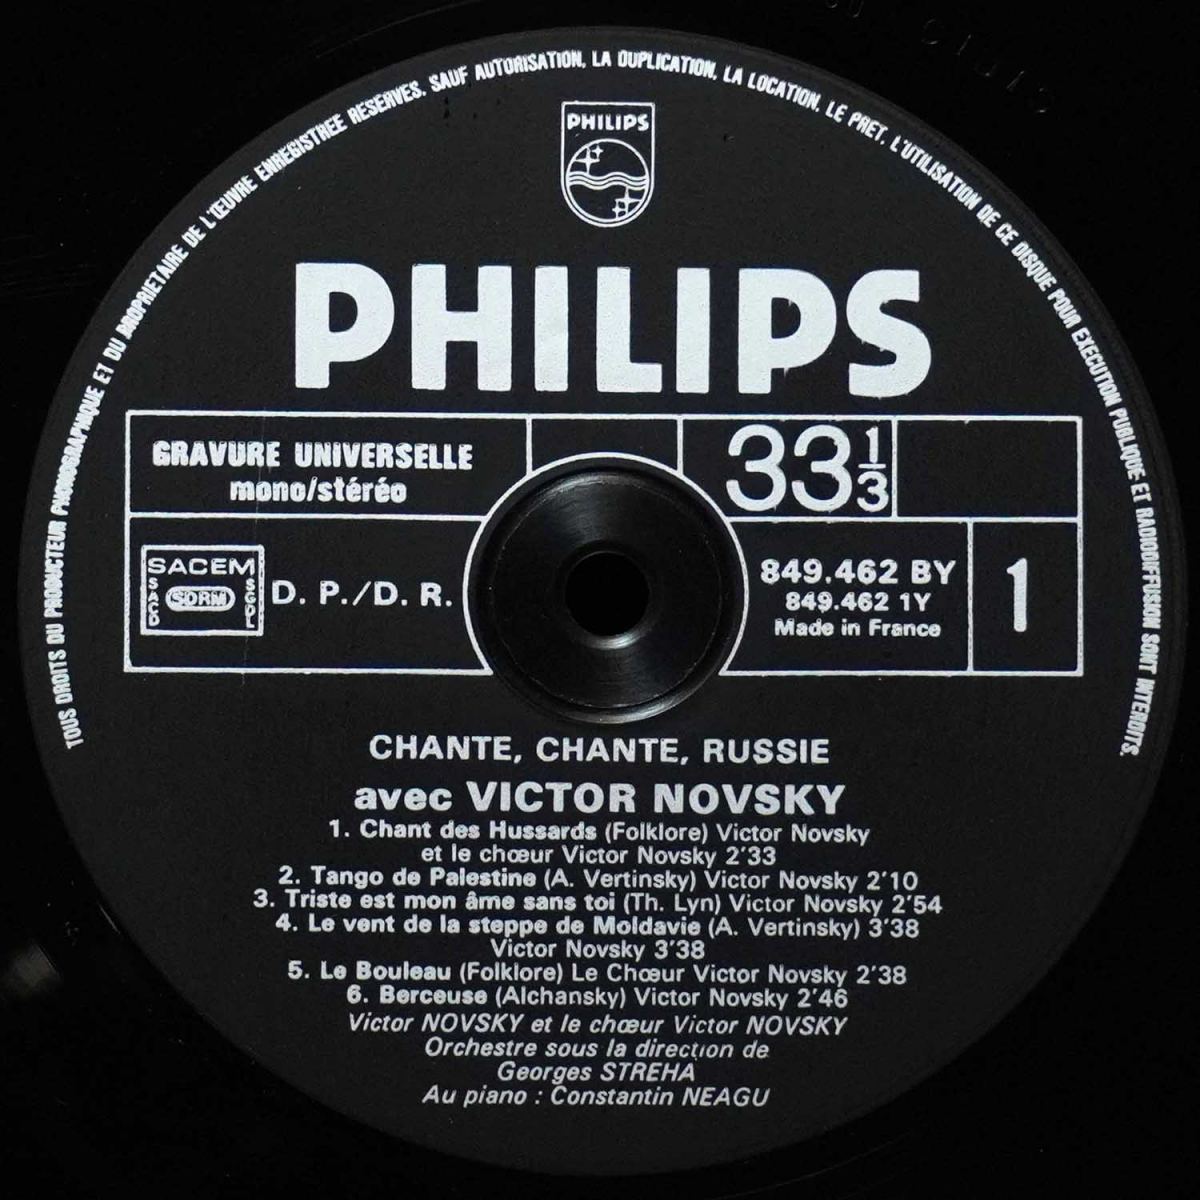 TOUS DROITS DU PRODUCTEUR PHONOGRAPHIQUE ET DU PROPRIETAIRE DE L'ŒUVRE ENREGISTREE RESERVES. SAUF AUTORISATION, LA DUPLICATION, LA LOCATION, LE PRET, L'UTILISATION DE CE DISQUE POUR EXECUTION PUBLIQUE ET RADIODIFFUSION SONT INTERDITS.
PHILIPS
PHILIPS
GRAVURE UNIVERSELLE
mono/stéréo
33 1/3
SACEM
SACD
SDRM
SGDL
D. P./D. R.
849.462 BY
849.462 1Y
Made in France
1
CHANTE, CHANTE, RUSSIE
avec VICTOR NOVSKY
1. Chant des Hussards (Folklore) Victor Novsky
et le chœur Victor Novsky 2'33
2. Tango de Palestine (A. Vertinsky) Victor Novsky 2'10
3. Triste est mon âme sans toi (Th. Lyn) Victor Novsky 2'54
4. Le vent de la steppe de Moldavie (A. Vertinsky) 3'38
Victor Novsky 3'38
5. Le Bouleau (Folklore) Le Chœur Victor Novsky 2'38
6. Berceuse (Alchansky) Victor Novsky 2'46
Victor NOVSKY et le chœur Victor NOVSKY
Orchestre sous la direction de
Georges STREHA
Au piano : Constantin NEAGU